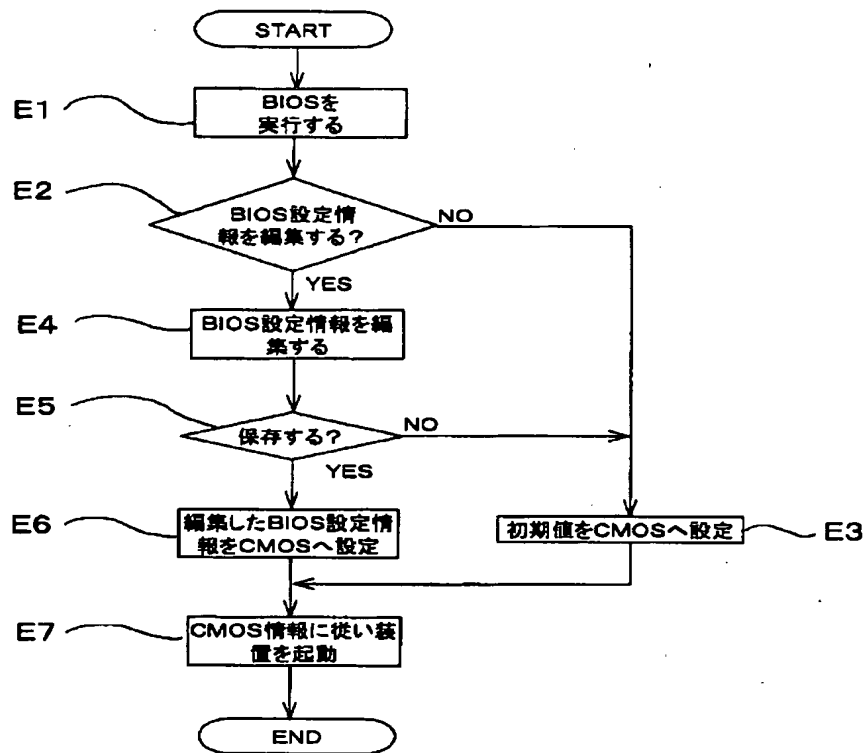 START
E1
BIOSを
実行する
E2
BIOS設定情
報を編集する?
NO
YES
E4
BIOS設定情報を編
集する
E5
保存する?
NO
YES
E6
編集したBIOS設定情
報をCMOSへ設定
初期値をCMOSへ設定
E3
E7
CMOS情報に従い装
置を起動
END